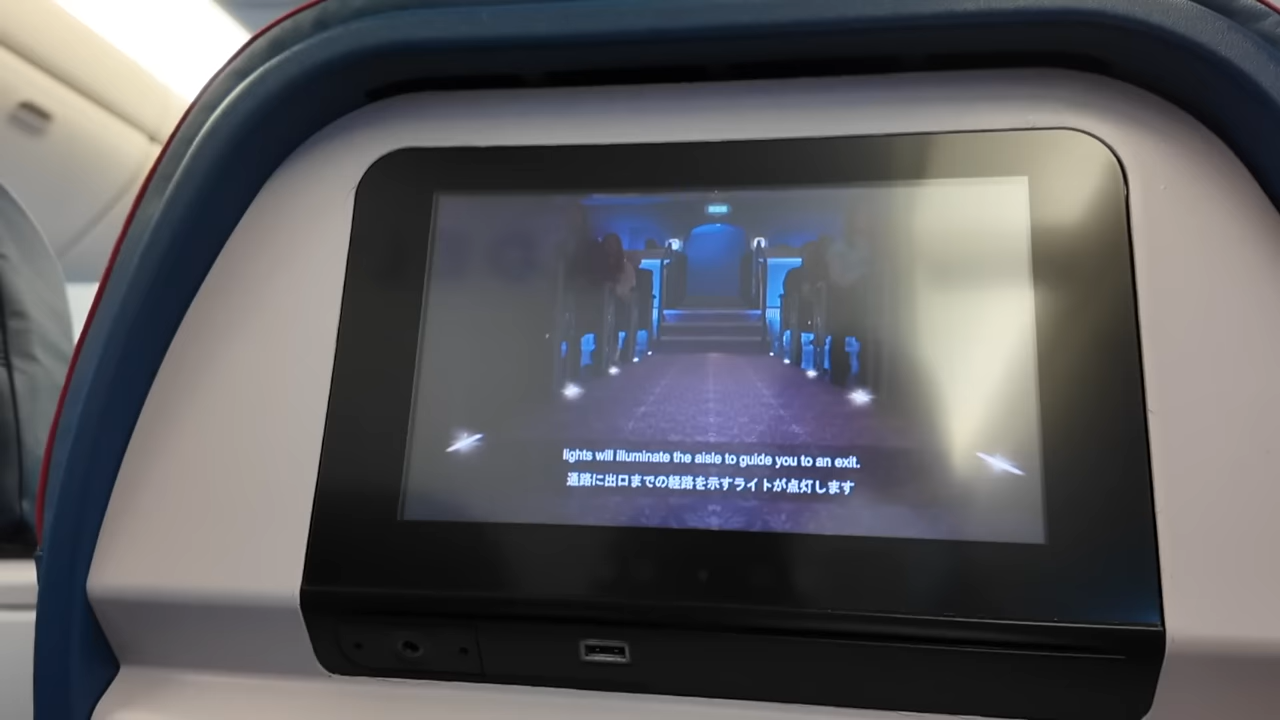 lights will illuminate the aisle to guide you to an exit.
通路に出口までの経路を示すライトが点灯します